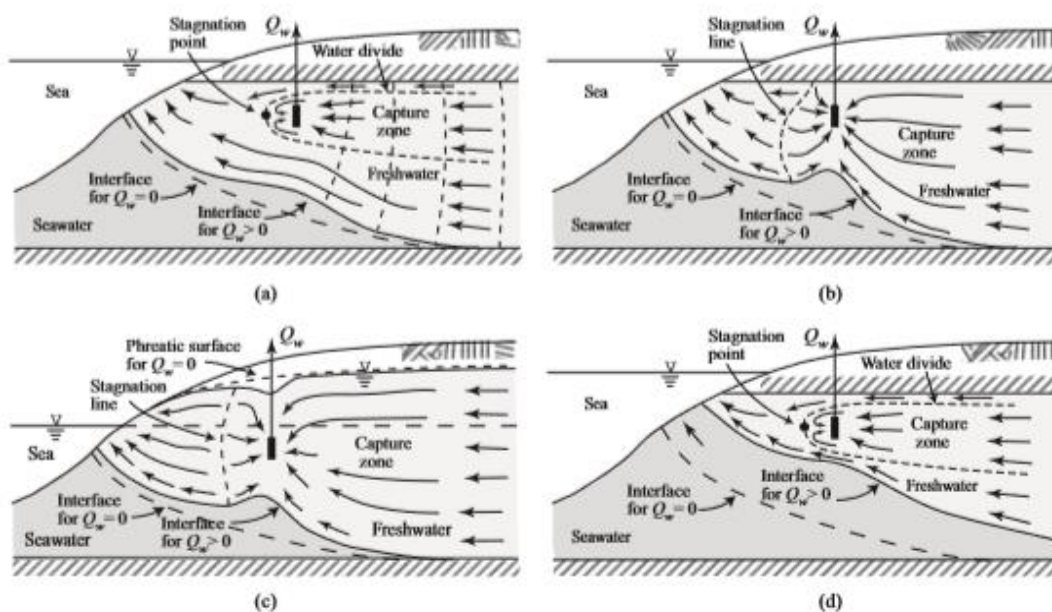 Stagnation
point
Q_w
Water divide
Sea
Capture
zone
Freshwater
Interface
for Q_w = 0
Interface
for Q_w > 0
Seawater
(a)
Stagnation
line
Q_w
Sea
Capture
zone
Freshwater
Interface
for Q_w = 0
Interface
for Q_w > 0
Seawater
(b)
Phreatic surface
for Q_w = 0
Q_w
Stagnation
line
Sea
Capture
zone
Interface
for Q_w = 0
Interface
for Q_w > 0
Freshwater
Seawater
(c)
Stagnation
point
Q_w
Water divide
Sea
Capture
zone
Freshwater
Interface
for Q_w = 0
Interface
for Q_w > 0
Seawater
(d)